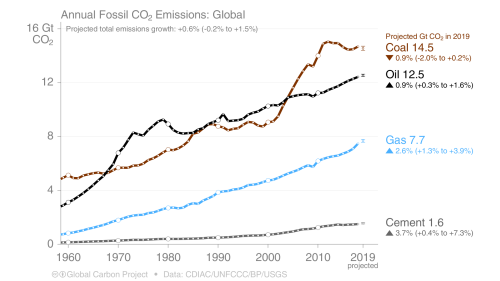 Annual Fossil CO2 Emissions: Global
16 Gt CO2
Projected total emissions growth: +0.6% (-0.2% to +1.5%)
12
8
4
0
1960 1970 1980 1990 2000 2010 2019
projected
Projected Gt CO2 in 2019
Coal 14.5
▼ 0.9% (-2.0% to +0.2%)
Oil 12.5
▲ 0.9% (+0.3% to +1.6%)
Gas 7.7
▲ 2.6% (+1.3% to +3.9%)
Cement 1.6
▲ 3.7% (+0.4% to +7.3%)
Global Carbon Project • Data: CDIAC/UNFCCC/BP/USGS